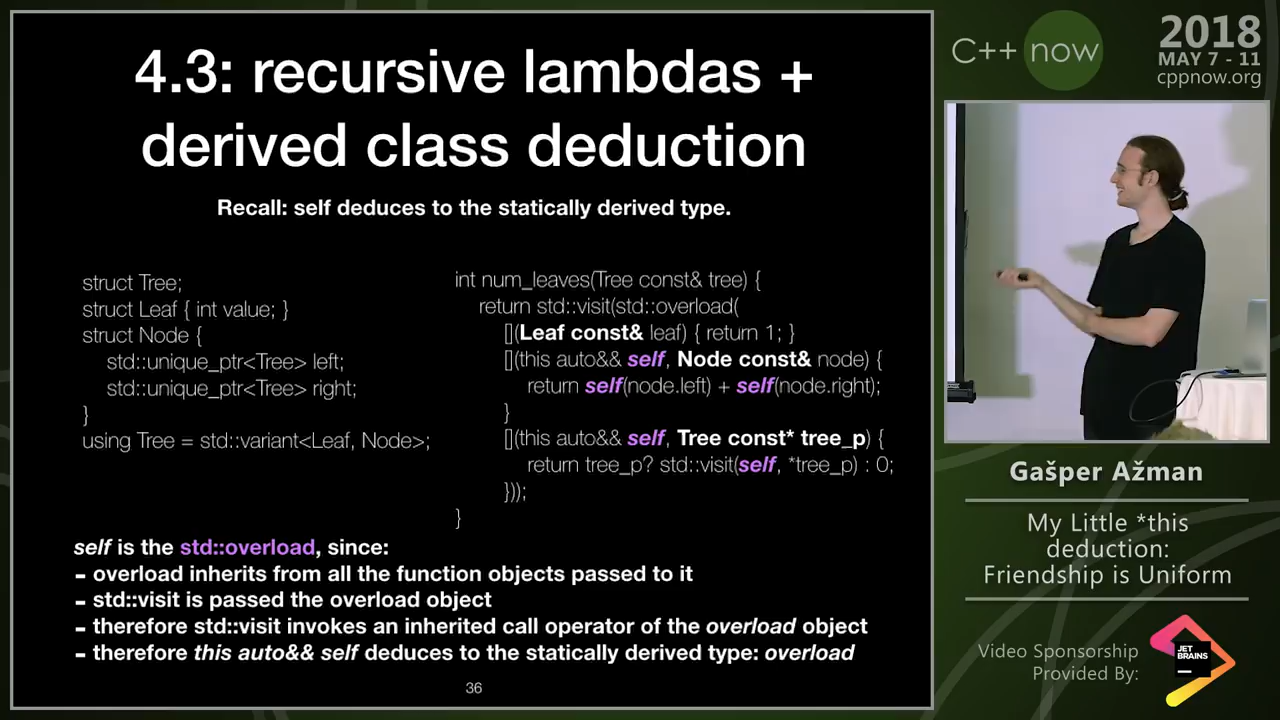 4.3: recursive lambdas +
derived class deduction
Recall: self deduces to the statically derived type.
struct Tree;
struct Leaf { int value; }
struct Node {
std::unique_ptr<Tree> left;
std::unique_ptr<Tree> right;
}
using Tree = std::variant<Leaf, Node>;
int num_leaves(Tree const& tree) {
return std::visit(std::overload(
[](Leaf const& leaf) { return 1; }
[](this auto&& self, Node const& node) {
return self(node.left) + self(node.right);
}
[](this auto&& self, Tree const* tree_p) {
return tree_p? std::visit(self, *tree_p) : 0;
}));
}
self is the std::overload, since:
- overload inherits from all the function objects passed to it
- std::visit is passed the overload object
- therefore std::visit invokes an inherited call operator of the overload object
- therefore this auto&& self deduces to the statically derived type: overload
36
C++ now
2018
MAY 7 - 11
cppnow.org
Gašper Ažman
My Little *this
deduction:
Friendship is Uniform
Video Sponsorship
Provided By:
JET
BRAINS